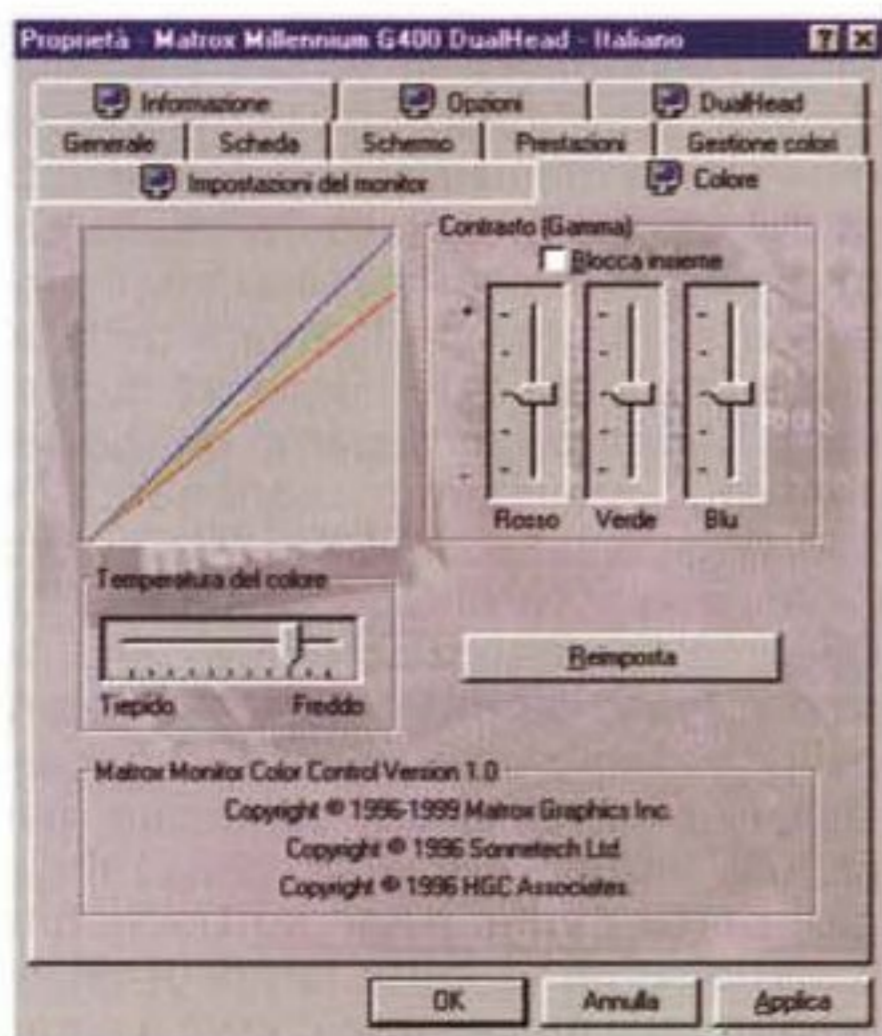 Proprietà - Matrox Millennium G400 DualHead - Italiano
Informazione Opzioni DualHead
Generale Scheda Schermo Prestazioni Gestione colori
Impostazioni del monitor Colore
Contrasto (Gamma)
Blocca insieme
+
-
Rosso Verde Blu
Temperatura del colore
Tiepido Freddo
Reimposta
Matrox Monitor Color Control Version 1.0
Copyright © 1996-1999 Matrox Graphics Inc.
Copyright © 1996 Sonnetech Ltd.
Copyright © 1996 HGC Associates.
OK Annulla Applica